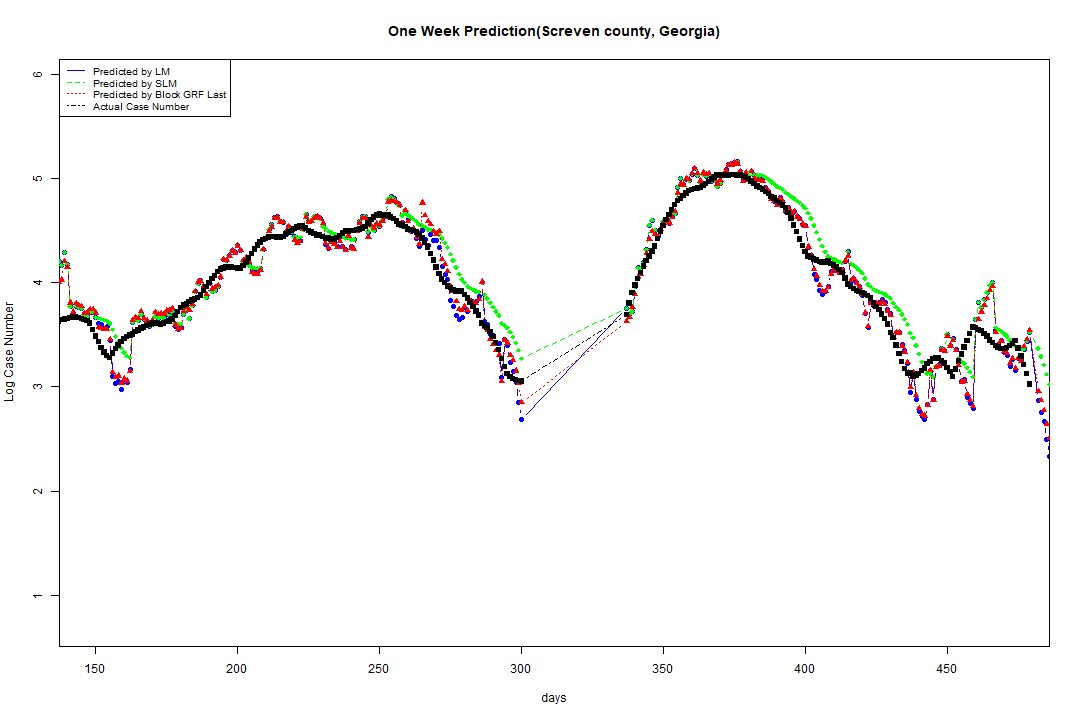 One Week Prediction(Screven county, Georgia)
Predicted by LM
Predicted by SLM
Predicted by Block GRF Last
Actual Case Number
6
5
4
3
2
1
Log Case Number
150 200 250 300 350 400 450
days